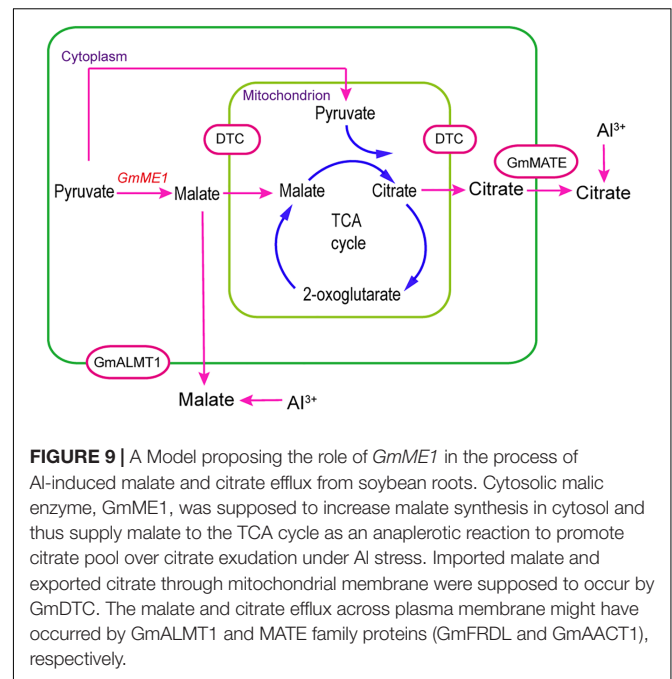 Cytoplasm
Mitochondrion
Pyruvate
DTC
DTC
GmMATE
Al³⁺
Pyruvate
GmME1
Malate
Malate
Citrate
Citrate
Citrate
TCA
cycle
2-oxoglutarate
GmALMT1
Malate
Al³⁺
FIGURE 9 | A Model proposing the role of GmME1 in the process of
Al-induced malate and citrate efflux from soybean roots. Cytosolic malic
enzyme, GmME1, was supposed to increase malate synthesis in cytosol and
thus supply malate to the TCA cycle as an anaplerotic reaction to promote
citrate pool over citrate exudation under Al stress. Imported malate and
exported citrate through mitochondrial membrane were supposed to occur by
GmDTC. The malate and citrate efflux across plasma membrane might have
occurred by GmALMT1 and MATE family proteins (GmFRDL and GmAACT1),
respectively.